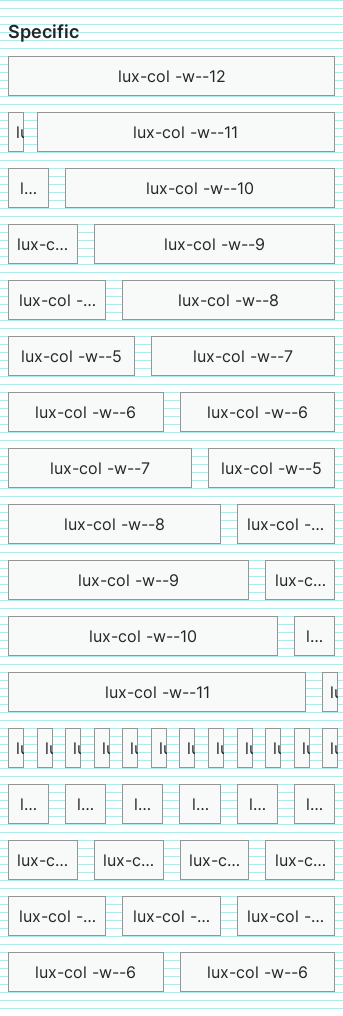 Specific
lux-col -w--12
lu lux-col -w--11
l... lux-col -w--10
lux-c... lux-col -w--9
lux-col -... lux-col -w--8
lux-col -w--5 lux-col -w--7
lux-col -w--6 lux-col -w--6
lux-col -w--7 lux-col -w--5
lux-col -w--8 lux-col -...
lux-col -w--9 lux-c...
lux-col -w--10 l...
lux-col -w--11 lu
lu lu lu lu lu lu lu lu lu lu lu lu
l... l... l... l... l... l...
lux-c... lux-c... lux-c... lux-c...
lux-col -... lux-col -... lux-col -...
lux-col -w--6 lux-col -w--6